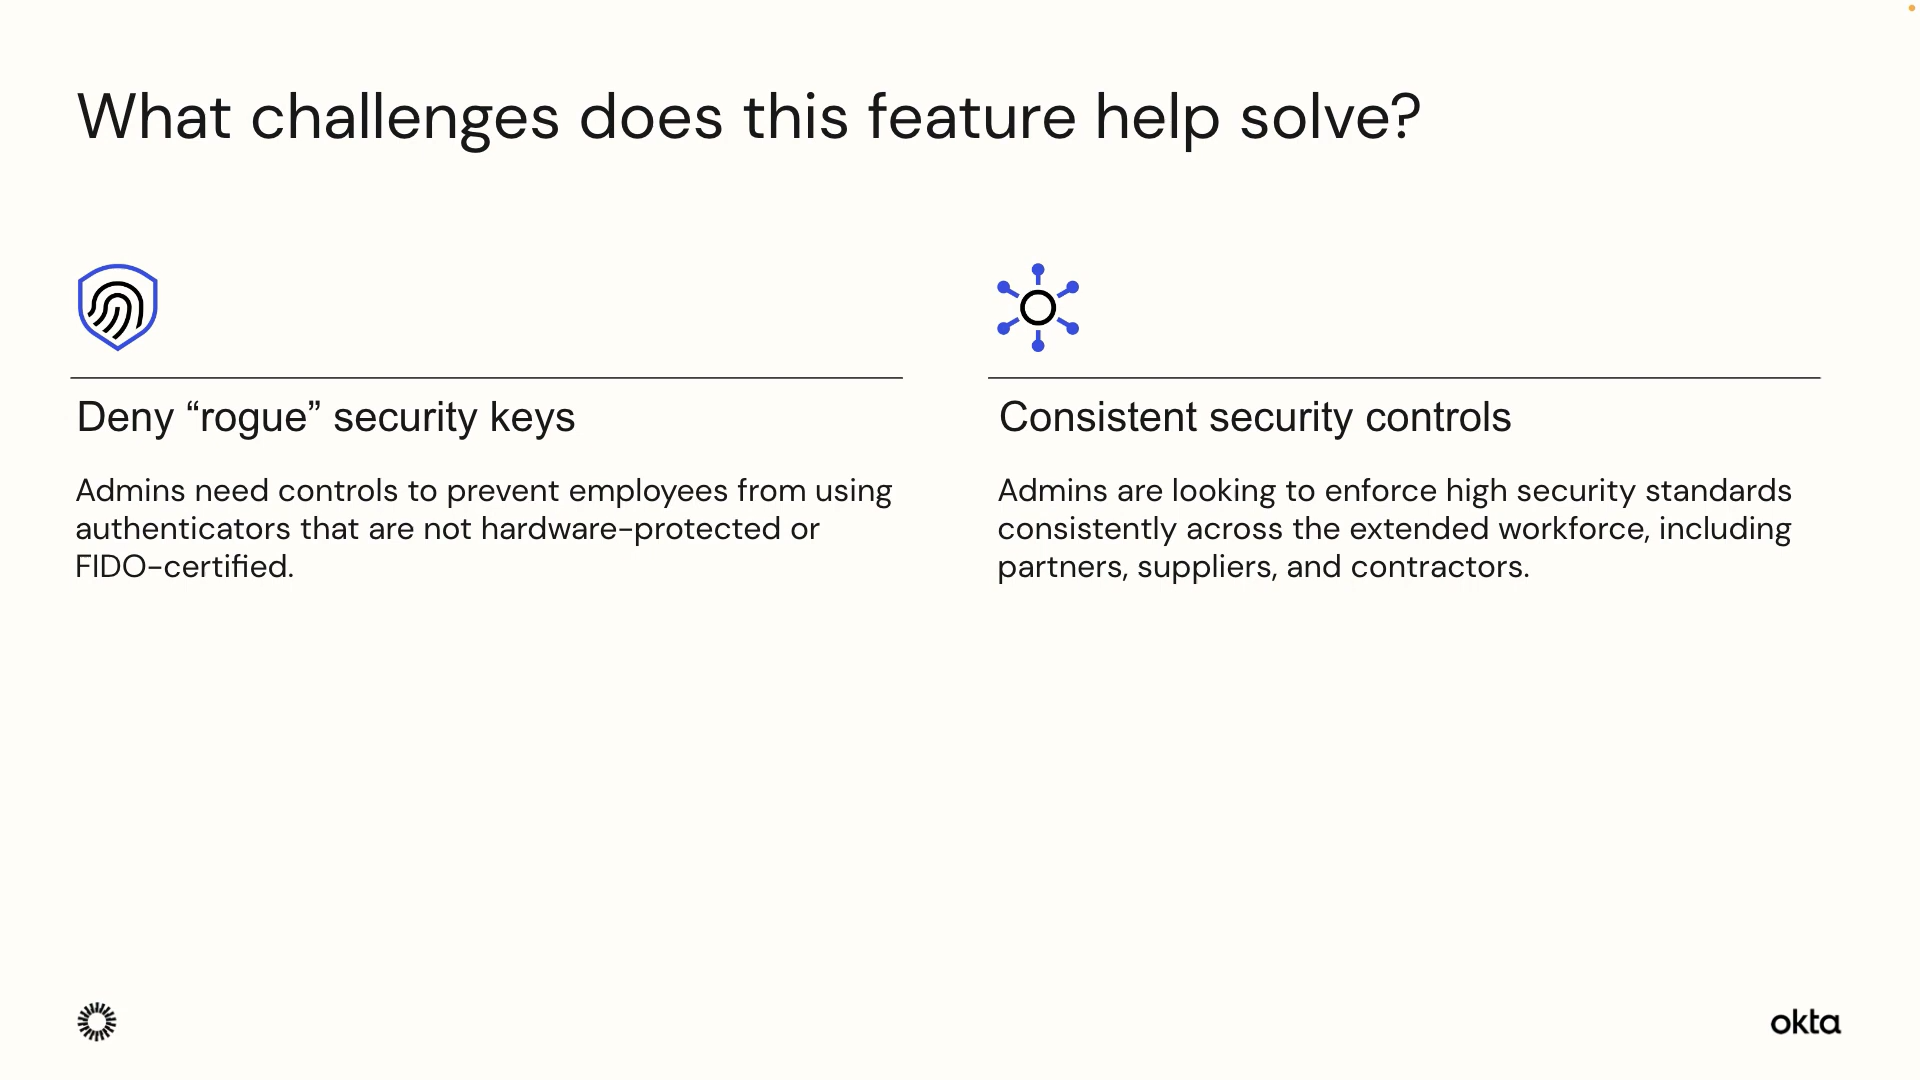 What challenges does this feature help solve?
Deny “rogue” security keys
Admins need controls to prevent employees from using
authenticators that are not hardware-protected or
FIDO-certified.
Consistent security controls
Admins are looking to enforce high security standards
consistently across the extended workforce, including
partners, suppliers, and contractors.
okta